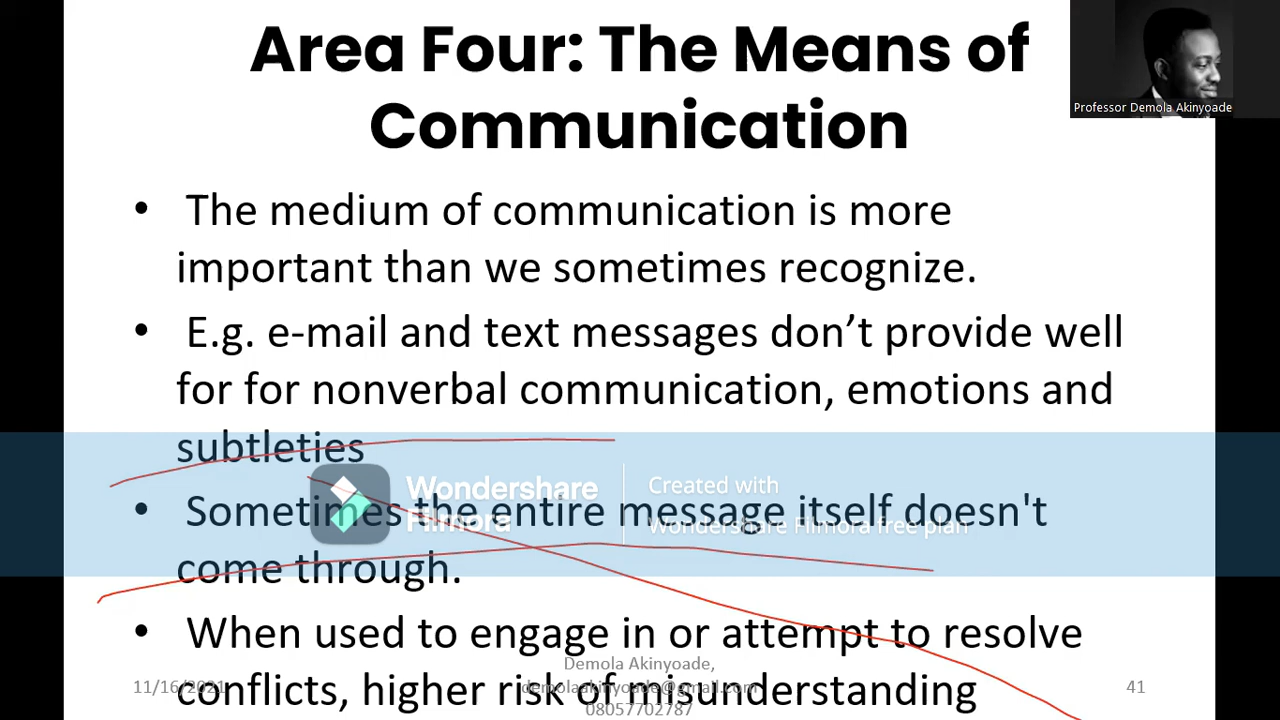 Area Four: The Means of
Communication
Professor Demola Akinyoade
• The medium of communication is more
important than we sometimes recognize.
• E.g. e-mail and text messages don’t provide well
for for nonverbal communication, emotions and
subtleties
Wondershare
Filmora
Created with
Wondershare Filmora free plan
• Sometimes the entire message itself doesn't
come through.
• When used to engage in or attempt to resolve
conflicts, higher risk of misunderstanding
11/16/2021
Demola Akinyoade,
demolaakinyoade@gmail.com
08057702787
41